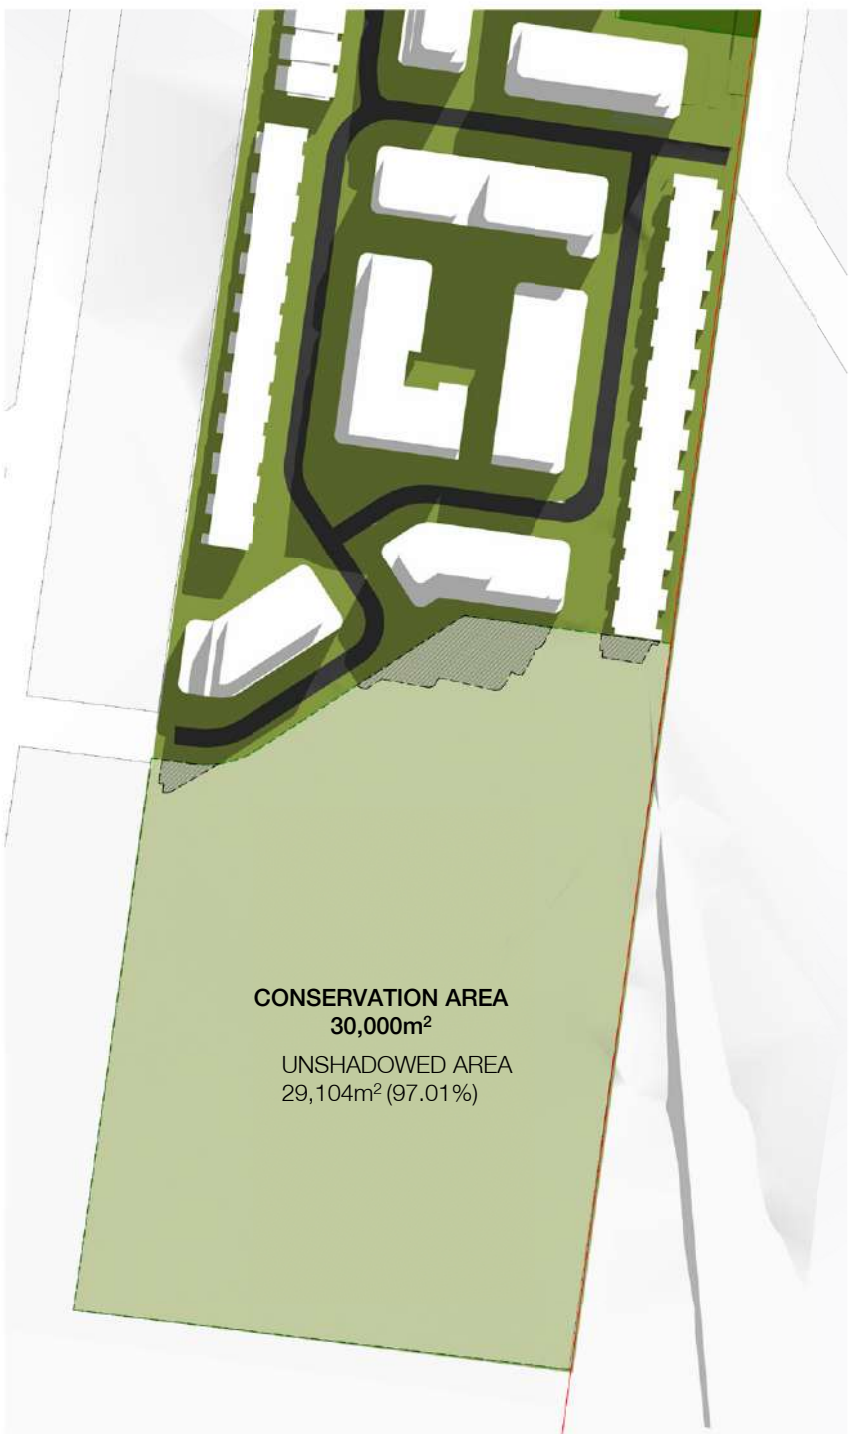 CONSERVATION AREA
30,000m²
UNSHADOWED AREA
29,104m² (97.01%)